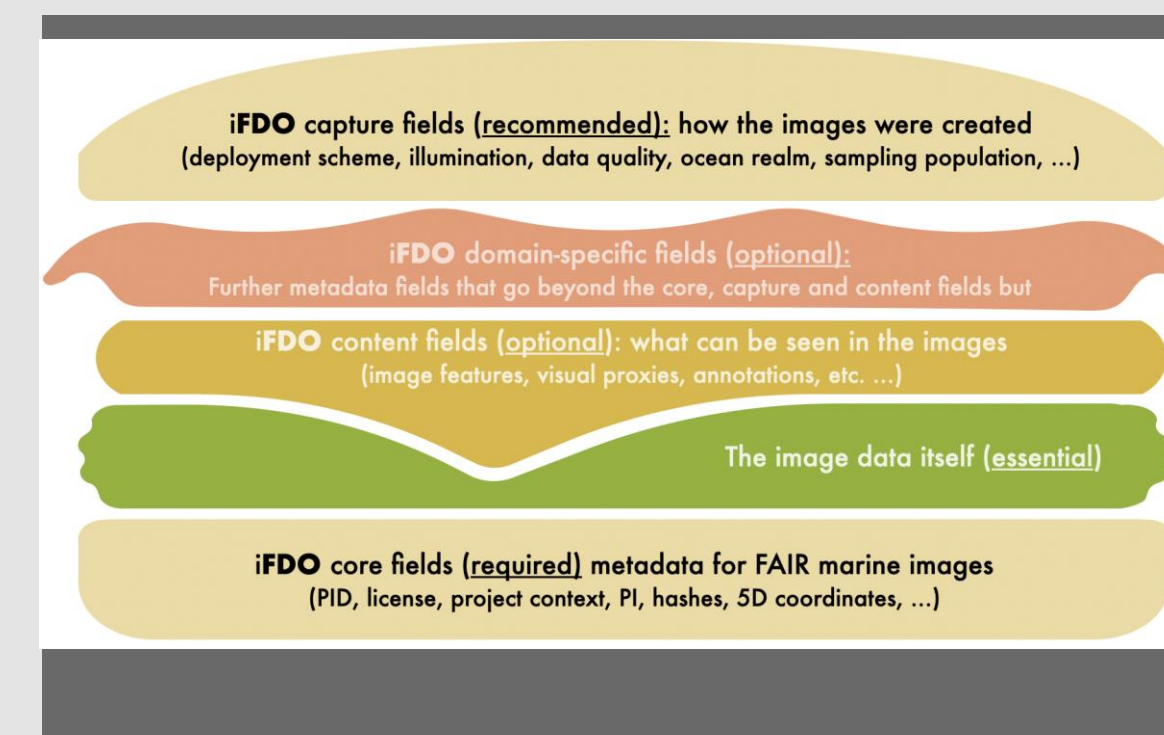 iFDO capture fields (recommended): how the images were created
(deployment scheme, illumination, data quality, ocean realm, sampling population, ...)
iFDO domain-specific fields (optional):
Further metadata fields that go beyond the core, capture and content fields but
iFDO content fields (optional): what can be seen in the images
(image features, visual proxies, annotations, etc. ...)
The image data itself (essential)
iFDO core fields (required) metadata for FAIR marine images
(PID, license, project context, PI, hashes, 5D coordinates, ...)